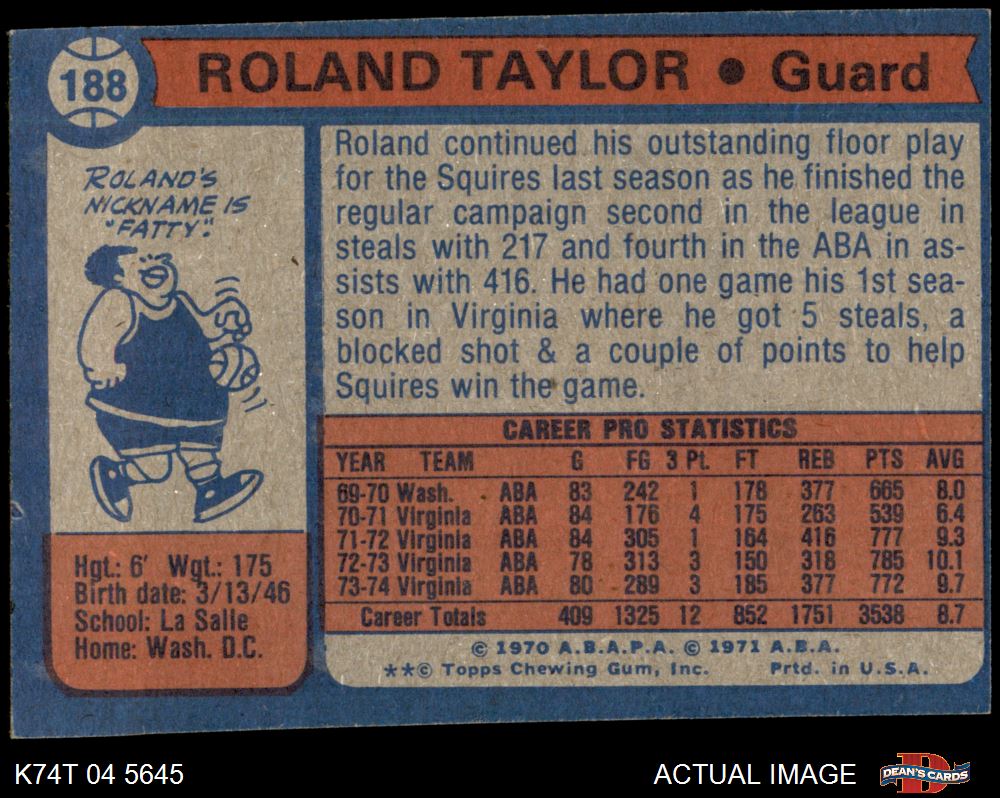 188
ROLAND TAYLOR • Guard
ROLAND'S
NICKNAME IS
"FATTY".
Roland continued his outstanding floor play
for the Squires last season as he finished the
regular campaign second in the league in
steals with 217 and fourth in the ABA in as-
sists with 416. He had one game his 1st sea-
son in Virginia where he got 5 steals, a
blocked shot & a couple of points to help
Squires win the game.
CAREER PRO STATISTICS
YEAR TEAM G FG 3 Pt. FT REB PTS AVG
69-70 Wash. ABA 83 242 1 178 377 665 8.0
70-71 Virginia ABA 84 176 4 175 263 539 6.4
71-72 Virginia ABA 84 305 1 164 416 777 9.3
72-73 Virginia ABA 78 313 3 150 318 785 10.1
73-74 Virginia ABA 80 289 3 185 377 772 9.7
Career Totals 409 1325 12 852 1751 3538 8.7
Hgt.: 6' Wgt.: 175
Birth date: 3/13/46
School: La Salle
Home: Wash. D.C.
© 1970 A.B.A.P.A. © 1971 A.B.A.
**© Topps Chewing Gum, Inc. Prtd. in U.S.A.
K74T 04 5645
ACTUAL IMAGE
DEAN'S CARDS